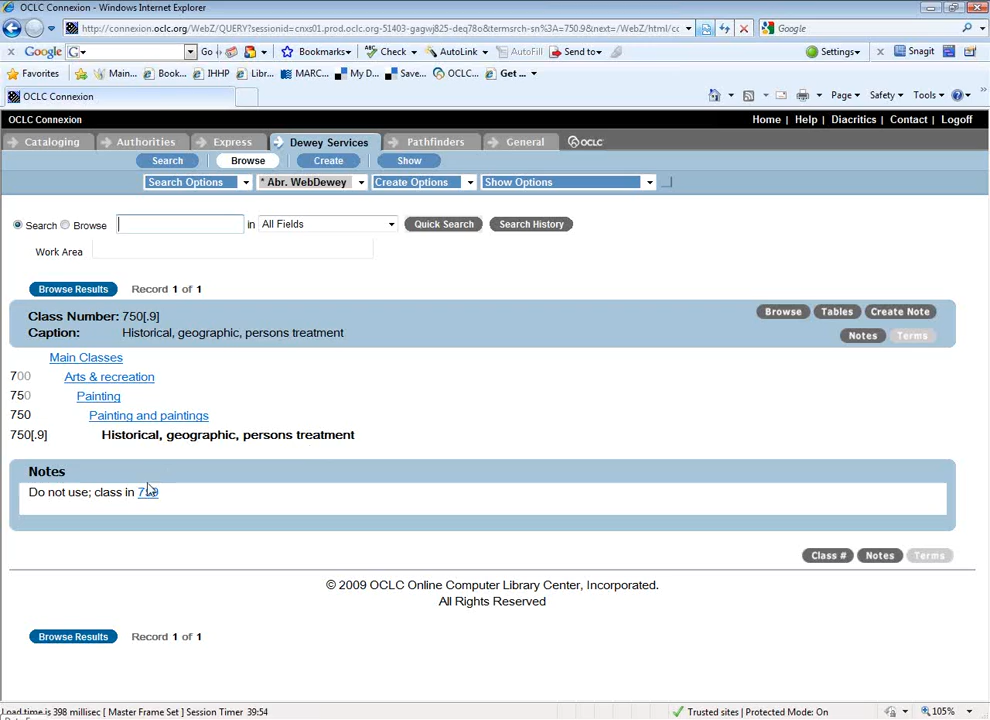 OCLC Connexion - Windows Internet Explorer
http://connexion.oclc.org/WebZ/QUERY?sessionid=cnxs01.prod.oclc.org-51403-gagwj825-deq78o&termsrch-sn%3A=750.9&next=/WebZ/html/cc
Google
Google Go Bookmarks Check AutoLink AutoFill Send to Settings Snagit
Favorites Main... Book... IHHP Libr... MARC... My D... Save... OCLC... Get ...
OCLC Connexion Page Safety Tools
OCLC Connexion Home | Help | Diacritics | Contact | Logoff
Cataloging Authorities Express Dewey Services Pathfinders General OCLC
Search Browse Create Show
Search Options * Abr. WebDewey Create Options Show Options
Search Browse in All Fields Quick Search Search History
Work Area
Browse Results Record 1 of 1
Class Number: 750[.9] Browse Tables Create Note
Caption: Historical, geographic, persons treatment Notes Terms
Main Classes
700 Arts & recreation
750 Painting
750 Painting and paintings
750[.9] Historical, geographic, persons treatment
Notes
Do not use; class in
Class # Notes Terms
© 2009 OCLC Online Computer Library Center, Incorporated.
All Rights Reserved
Browse Results Record 1 of 1
Load time is 398 millisec [ Master Frame Set ] Session Timer 39:54 Trusted sites | Protected Mode: On 105%